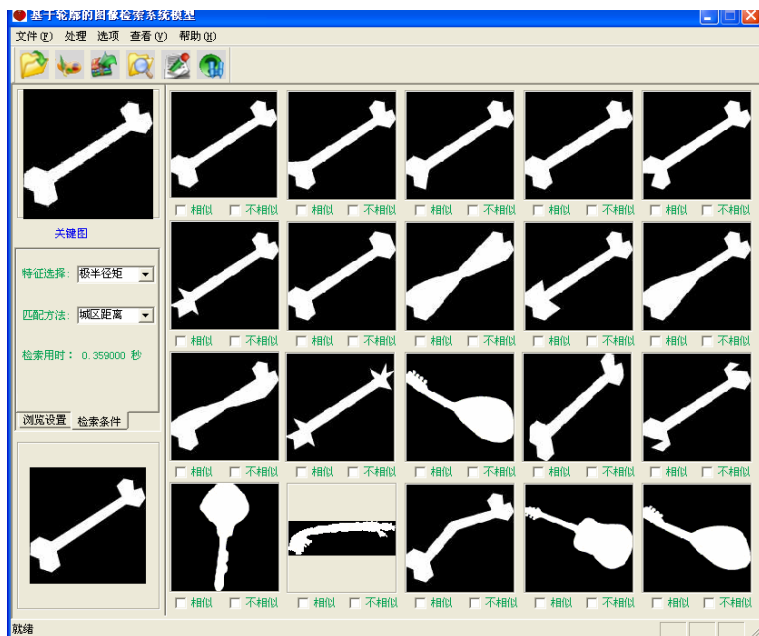 基于轮廓的图像检索系统模型
文件(F) 处理 选项 查看(V) 帮助(H)
相似 不相似 相似 不相似 相似 不相似 相似 不相似 相似 不相似
关键图
特征选择: 极半径矩
匹配方法: 城区距离
相似 不相似 相似 不相似 相似 不相似 相似 不相似 相似 不相似
检索用时: 0.359000 秒
浏览设置 检索条件
相似 不相似 相似 不相似 相似 不相似 相似 不相似 相似 不相似
相似 不相似 相似 不相似 相似 不相似 相似 不相似 相似 不相似
就绪